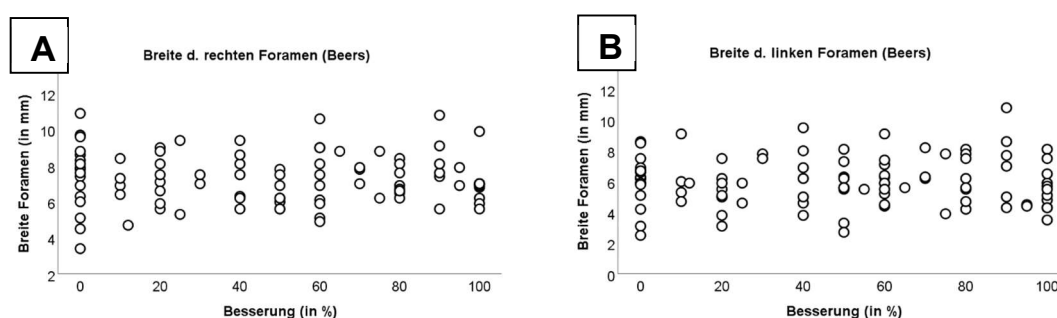 A
Breite d. rechten Foramen (Beers)
Breite Foramen (in mm)
12
10
8
6
4
2
0 20 40 60 80 100
Besserung (in %)
B
Breite d. linken Foramen (Beers)
Breite Foramen (in mm)
12
10
8
6
4
2
0
0 20 40 60 80 100
Besserung (in %)